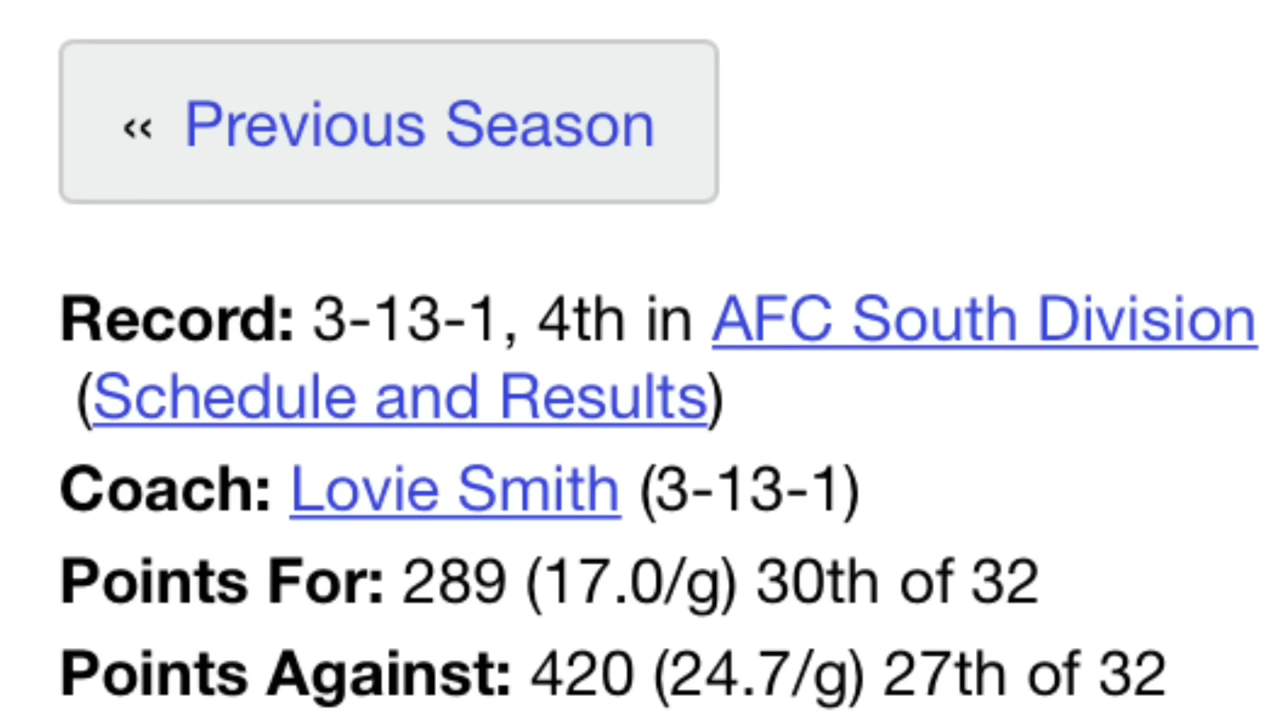 ‹‹ Previous Season
Record: 3-13-1, 4th in AFC South Division
(Schedule and Results)
Coach: Lovie Smith (3-13-1)
Points For: 289 (17.0/g) 30th of 32
Points Against: 420 (24.7/g) 27th of 32